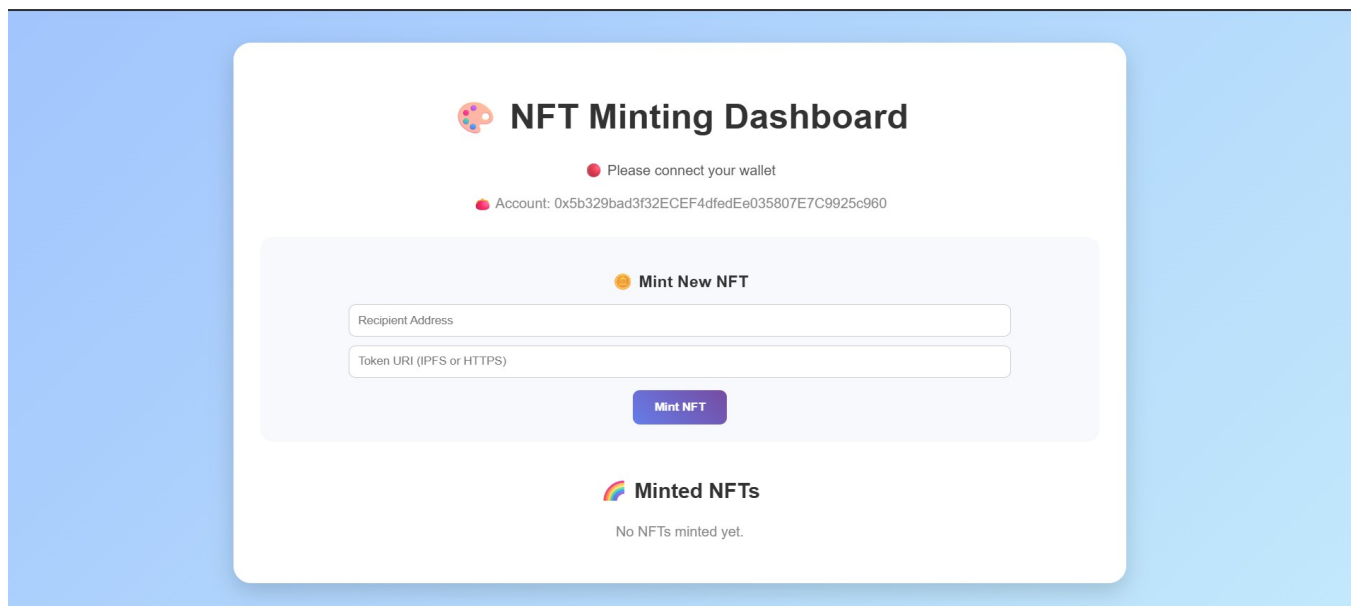 NFT Minting Dashboard
Please connect your wallet
Account: 0x5b329bad3f32ECEF4dfedEe035807E7C9925c960
Mint New NFT
Recipient Address
Token URI (IPFS or HTTPS)
Mint NFT
Minted NFTs
No NFTs minted yet.